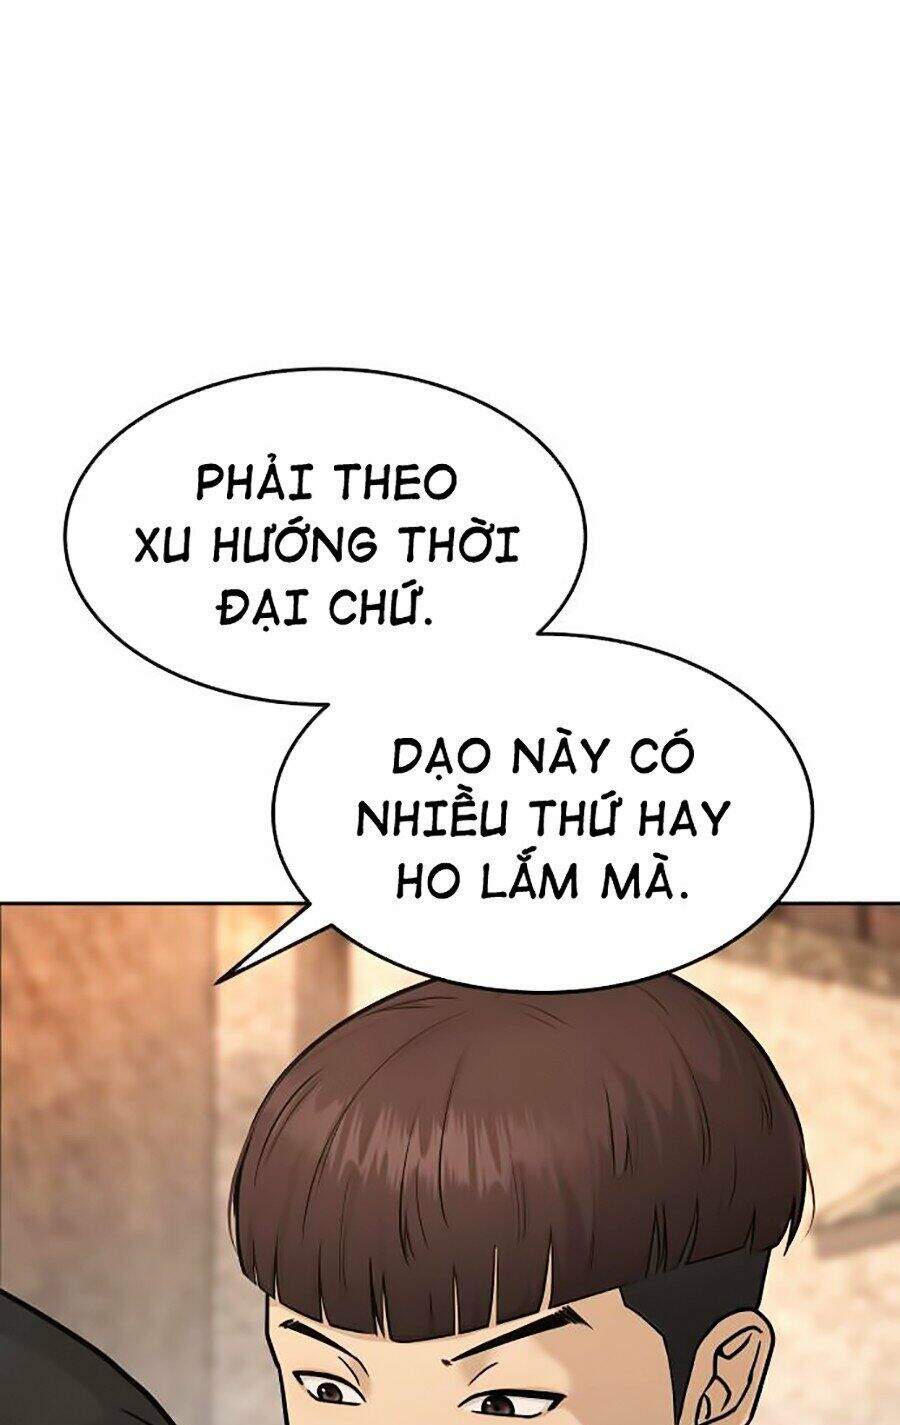 PHẢI THEO
XU HƯỚNG THỜI
ĐẠI CHỨ.
DẠO NÀY CÓ
NHIỀU THỨ HAY
HO LẮM MÀ.